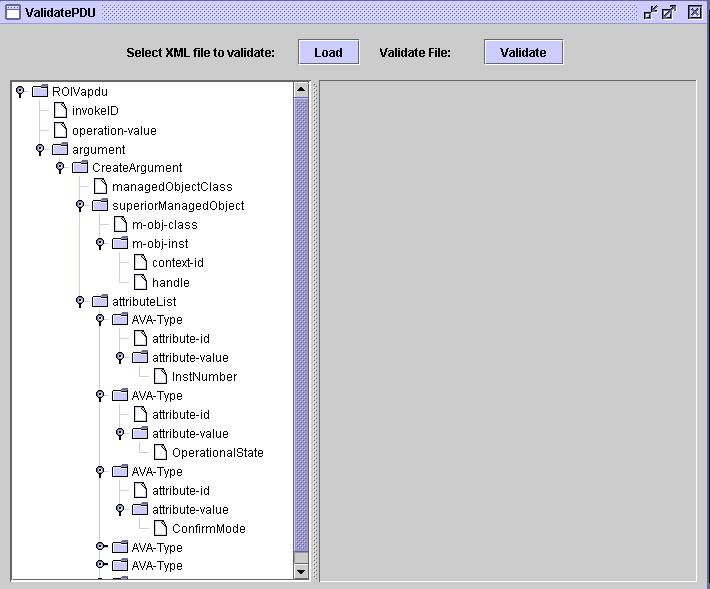 ValidatePDU
Select XML file to validate: Load Validate File: Validate
ROIVapdu
invokeID
operation-value
argument
CreateArgument
managedObjectClass
superiorManagedObject
m-obj-class
m-obj-inst
context-id
handle
attributeList
AVA-Type
attribute-id
attribute-value
InstNumber
AVA-Type
attribute-id
attribute-value
OperationalState
AVA-Type
attribute-id
attribute-value
ConfirmMode
AVA-Type
AVA-Type